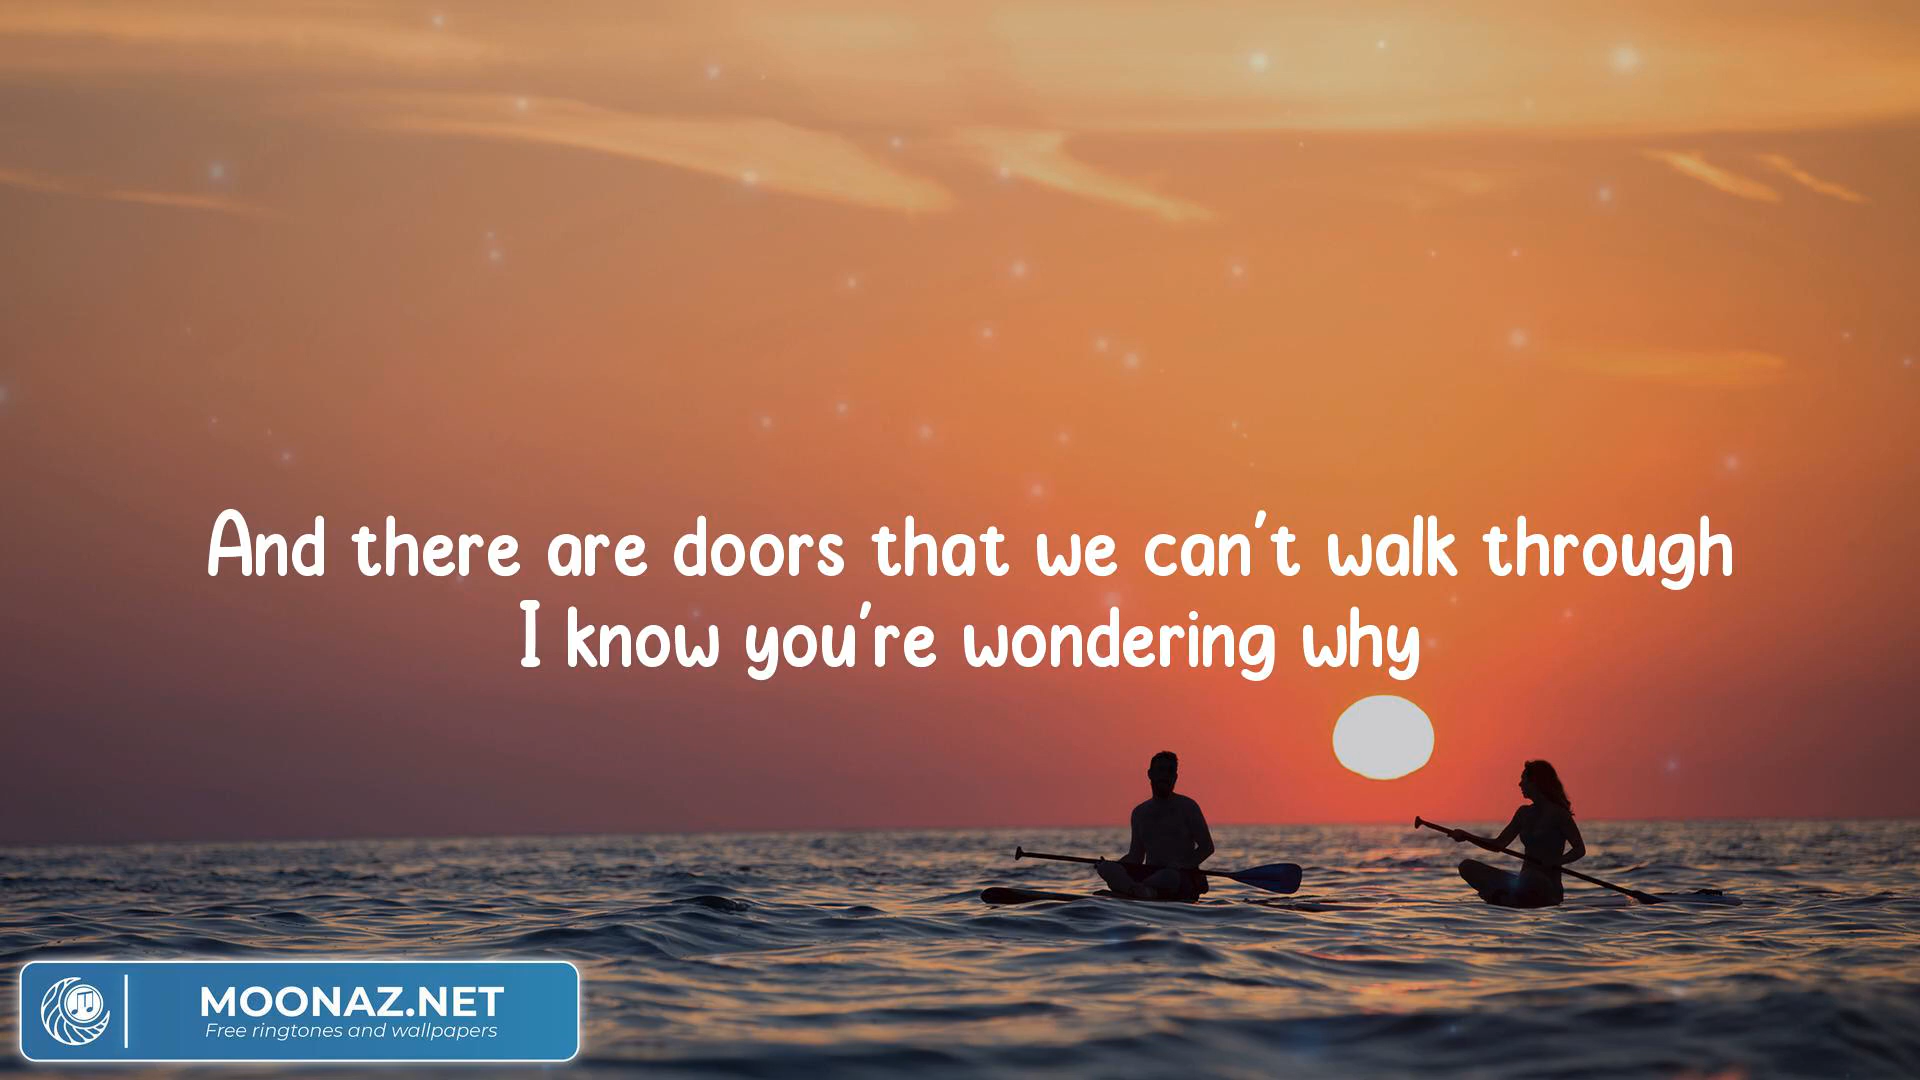 And there are doors that we can't walk through
I know you're wondering why
MOONAZ.NET
Free ringtones and wallpapers